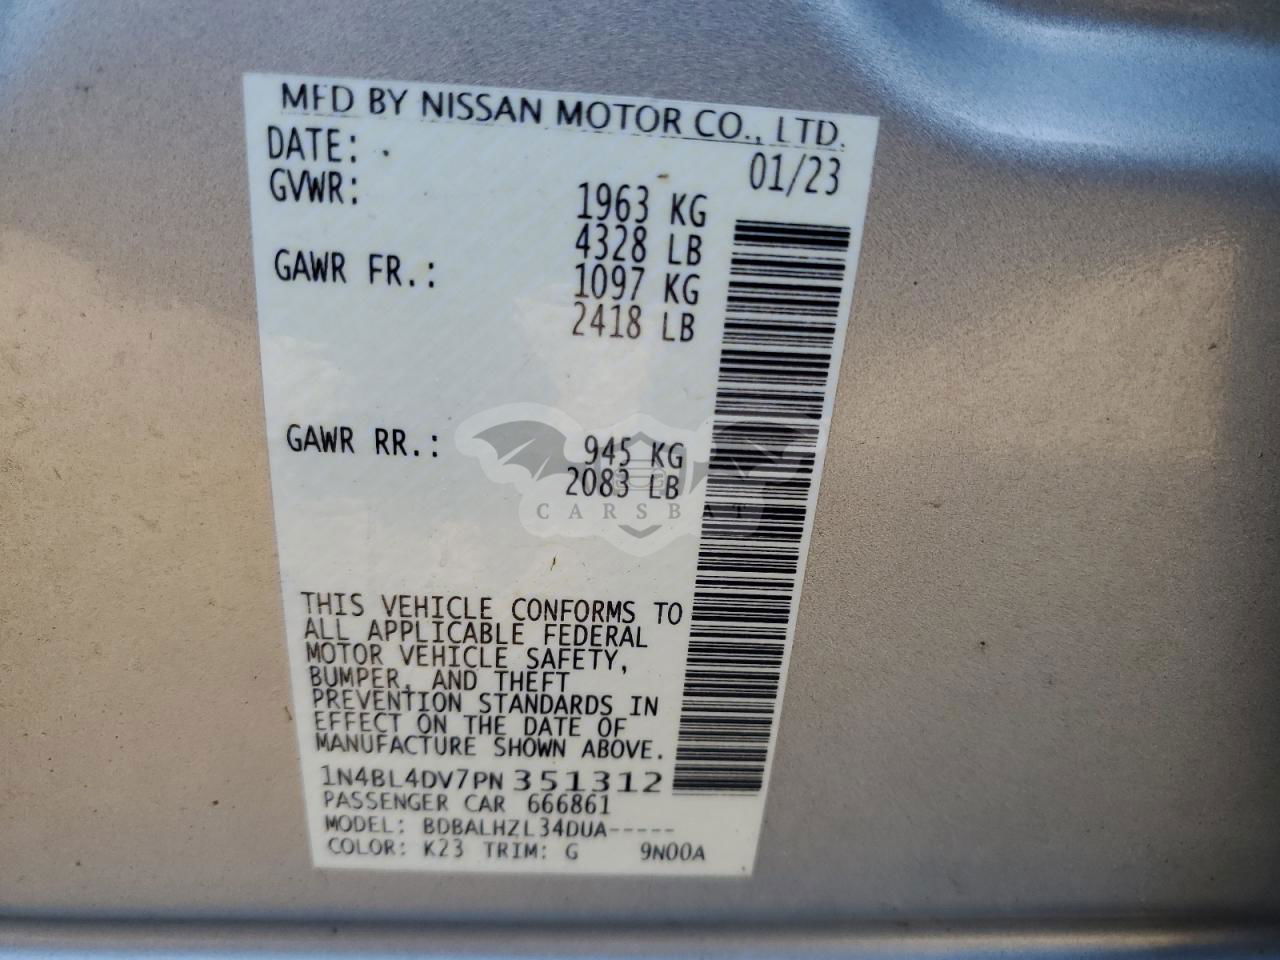 MFD BY NISSAN MOTOR CO., LTD.
DATE: 01/23
GVWR: 1963 KG
4328 LB
GAWR FR.: 1097 KG
2418 LB
GAWR RR.: 945 KG
2083 LB
CARSBAT
THIS VEHICLE CONFORMS TO
ALL APPLICABLE FEDERAL
MOTOR VEHICLE SAFETY,
BUMPER, AND THEFT
PREVENTION STANDARDS IN
EFFECT ON THE DATE OF
MANUFACTURE SHOWN ABOVE.
1N4BL4DV7PN351312
PASSENGER CAR 666861
MODEL: BDBALHZL34DUA-----
COLOR: K23 TRIM: G 9N00A